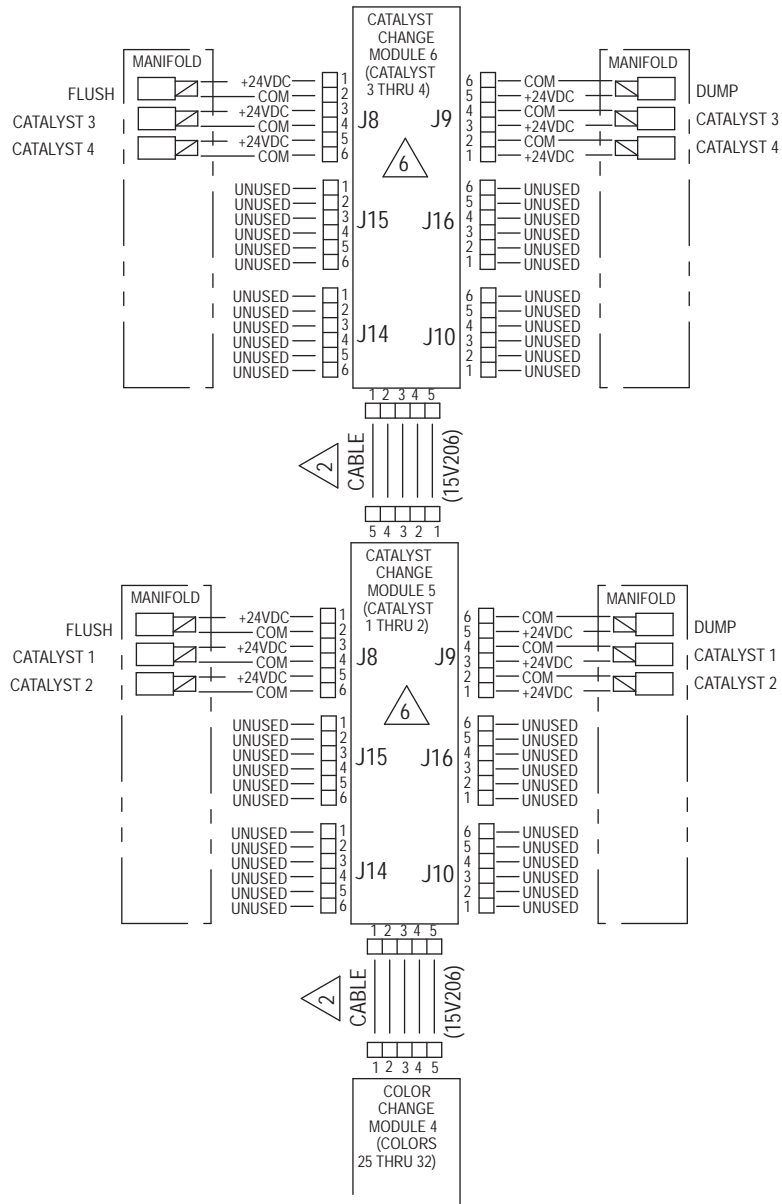 CATALYST
CHANGE
MODULE 6
(CATALYST
3 THRU 4)
MANIFOLD
MANIFOLD
FLUSH
+24VDC 1
6 COM
DUMP
COM 2
5 +24VDC
CATALYST 3
+24VDC 3
J8
J9
4 COM
CATALYST 3
COM 4
3 +24VDC
CATALYST 4
+24VDC 5
2 COM
CATALYST 4
COM 6
1 +24VDC
6
UNUSED 1
6 UNUSED
UNUSED 2
5 UNUSED
UNUSED 3
J15
J16
4 UNUSED
UNUSED 4
3 UNUSED
UNUSED 5
2 UNUSED
UNUSED 6
1 UNUSED
UNUSED 1
6 UNUSED
UNUSED 2
5 UNUSED
UNUSED 3
J14
J10
4 UNUSED
UNUSED 4
3 UNUSED
UNUSED 5
2 UNUSED
UNUSED 6
1 UNUSED
1 2 3 4 5
2
CABLE
(15V206)
5 4 3 2 1
CATALYST
CHANGE
MODULE 5
(CATALYST
1 THRU 2)
MANIFOLD
MANIFOLD
FLUSH
+24VDC 1
6 COM
DUMP
COM 2
5 +24VDC
CATALYST 1
+24VDC 3
J8
J9
4 COM
CATALYST 1
COM 4
3 +24VDC
CATALYST 2
+24VDC 5
2 COM
CATALYST 2
COM 6
1 +24VDC
6
UNUSED 1
6 UNUSED
UNUSED 2
5 UNUSED
UNUSED 3
J15
J16
4 UNUSED
UNUSED 4
3 UNUSED
UNUSED 5
2 UNUSED
UNUSED 6
1 UNUSED
UNUSED 1
6 UNUSED
UNUSED 2
5 UNUSED
UNUSED 3
J14
J10
4 UNUSED
UNUSED 4
3 UNUSED
UNUSED 5
2 UNUSED
UNUSED 6
1 UNUSED
1 2 3 4 5
2
CABLE
(15V206)
1 2 3 4 5
COLOR
CHANGE
MODULE 4
(COLORS
25 THRU 32)